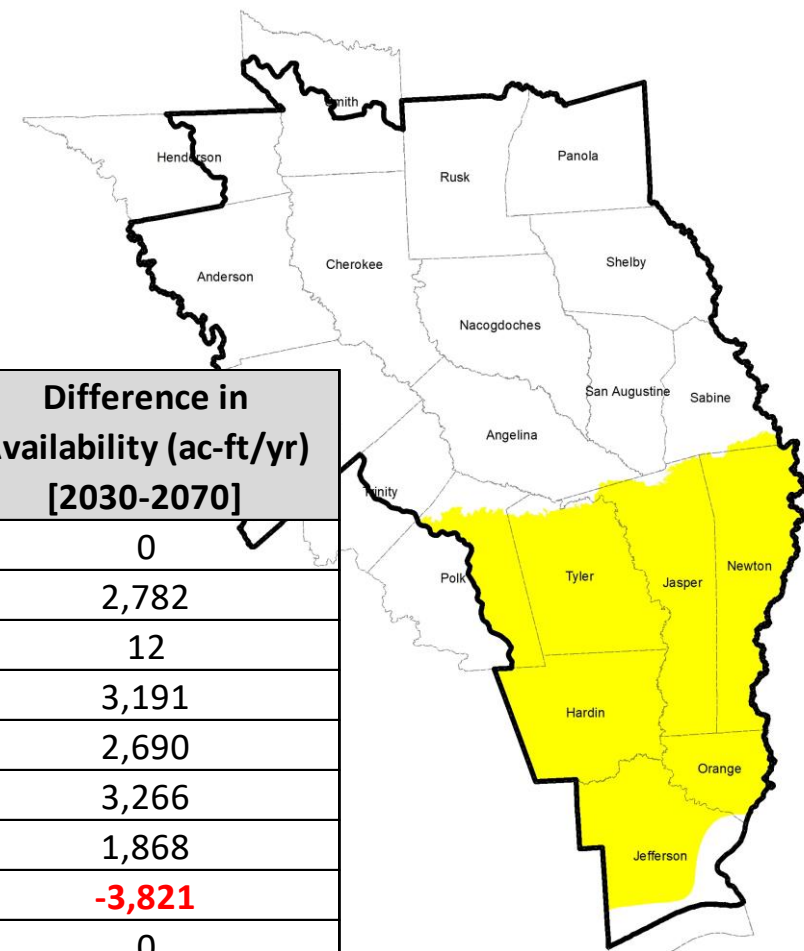 Smith
Henderson
Rusk
Panola
Anderson
Cherokee
Shelby
Nacogdoches
San Augustine
Sabine
Angelina
Trinity
Polk
Tyler
Jasper
Newton
Hardin
Orange
Jefferson
Difference in
Availability (ac-ft/yr)
[2030-2070]
0
2,782
12
3,191
2,690
3,266
1,868
-3,821
0